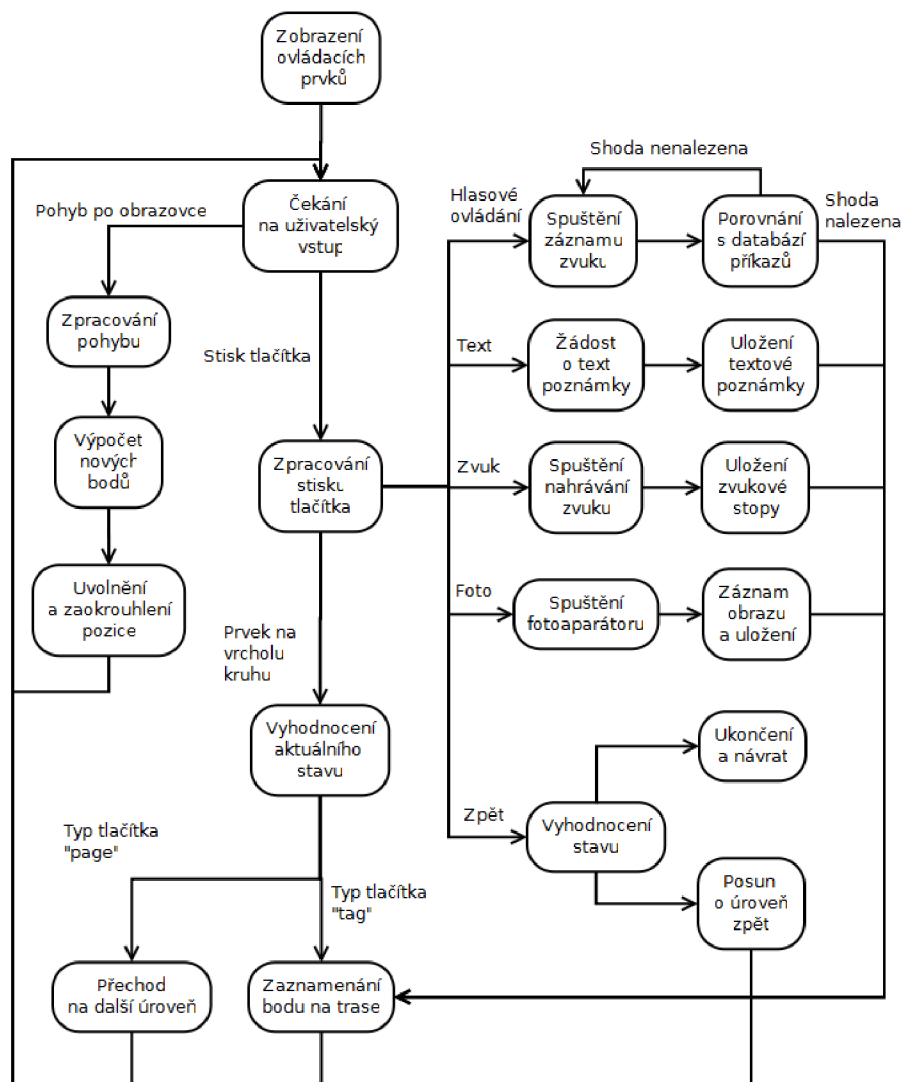 Zobrazení
ovládacích
prvků
Shoda nenalezena
Pohyb po obrazovce
Čekání
na uživatelský
vstup
Hlasové
ovládání
Spuštění
záznamu
zvuku
Porovnání
s databází
příkazů
Shoda
nalezena
Zpracování
pohybu
Stisk tlačítka
Text
Žádost
o text
poznámky
Uložení
textové
poznámky
Výpočet
nových
bodů
Zpracování
stisku
tlačítka
Zvuk
Spuštění
nahrávání
zvuku
Uložení
zvukové
stopy
Uvolnění
a zaokrouhlení
pozice
Foto
Spuštění
fotoaparátoru
Záznam
obrazu
a uložení
Prvek na
vrcholu
kruhu
Vyhodnocení
aktuálního
stavu
Ukončení
a návrat
Zpět
Vyhodnocení
stavu
Typ tlačítka
"page"
Typ tlačítka
"tag"
Posun
o úroveň
zpět
Přechod
na další úroveň
Zaznamenání
bodu na trase